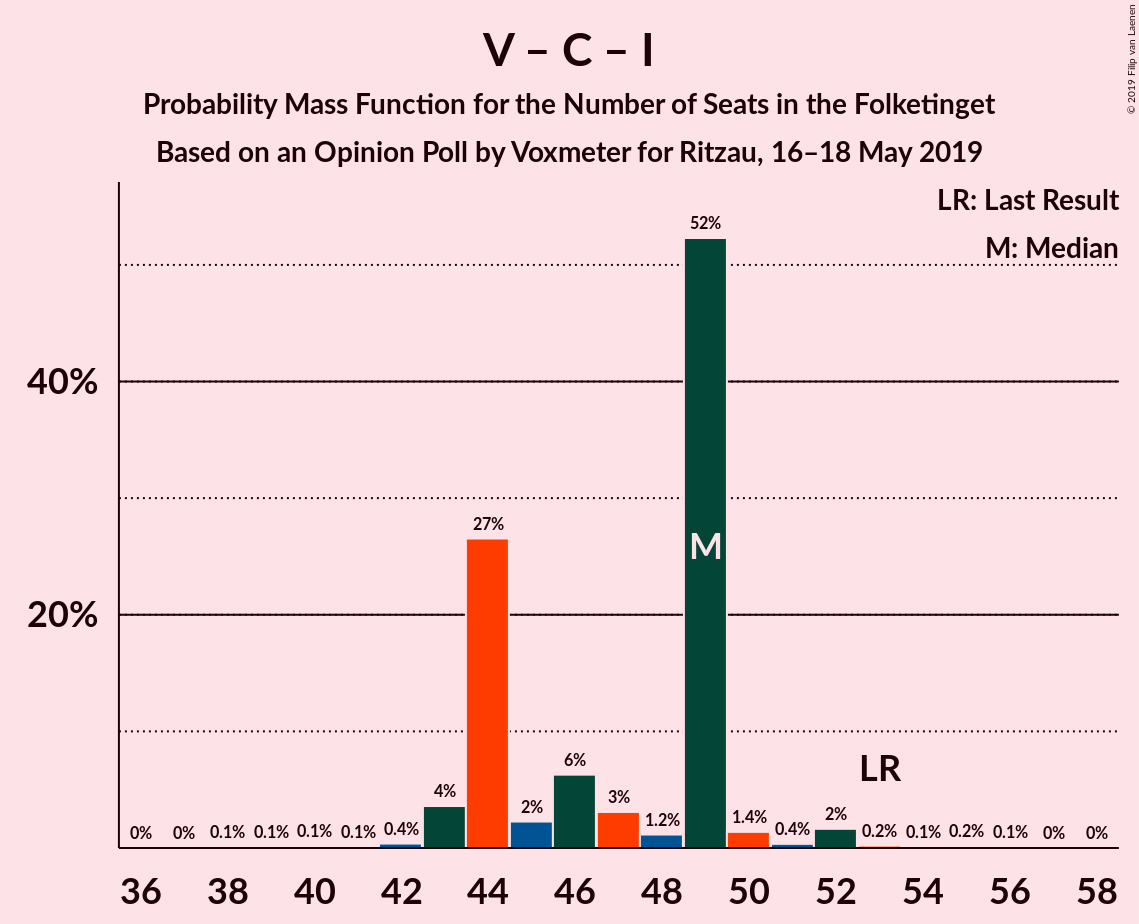 V – C – I
Probability Mass Function for the Number of Seats in the Folketinget
Based on an Opinion Poll by Voxmeter for Ritzau, 16–18 May 2019
© 2019 Filip van Laenen
LR: Last Result
M: Median
40%
20%
0% 0% 0.1% 0.1% 0.1% 0.1% 0.4% 4% 27% 2% 6% 3% 1.2% 52% 1.4% 0.4% 2% 0.2% 0.1% 0.2% 0.1% 0% 0%
M
LR
36 38 40 42 44 46 48 50 52 54 56 58